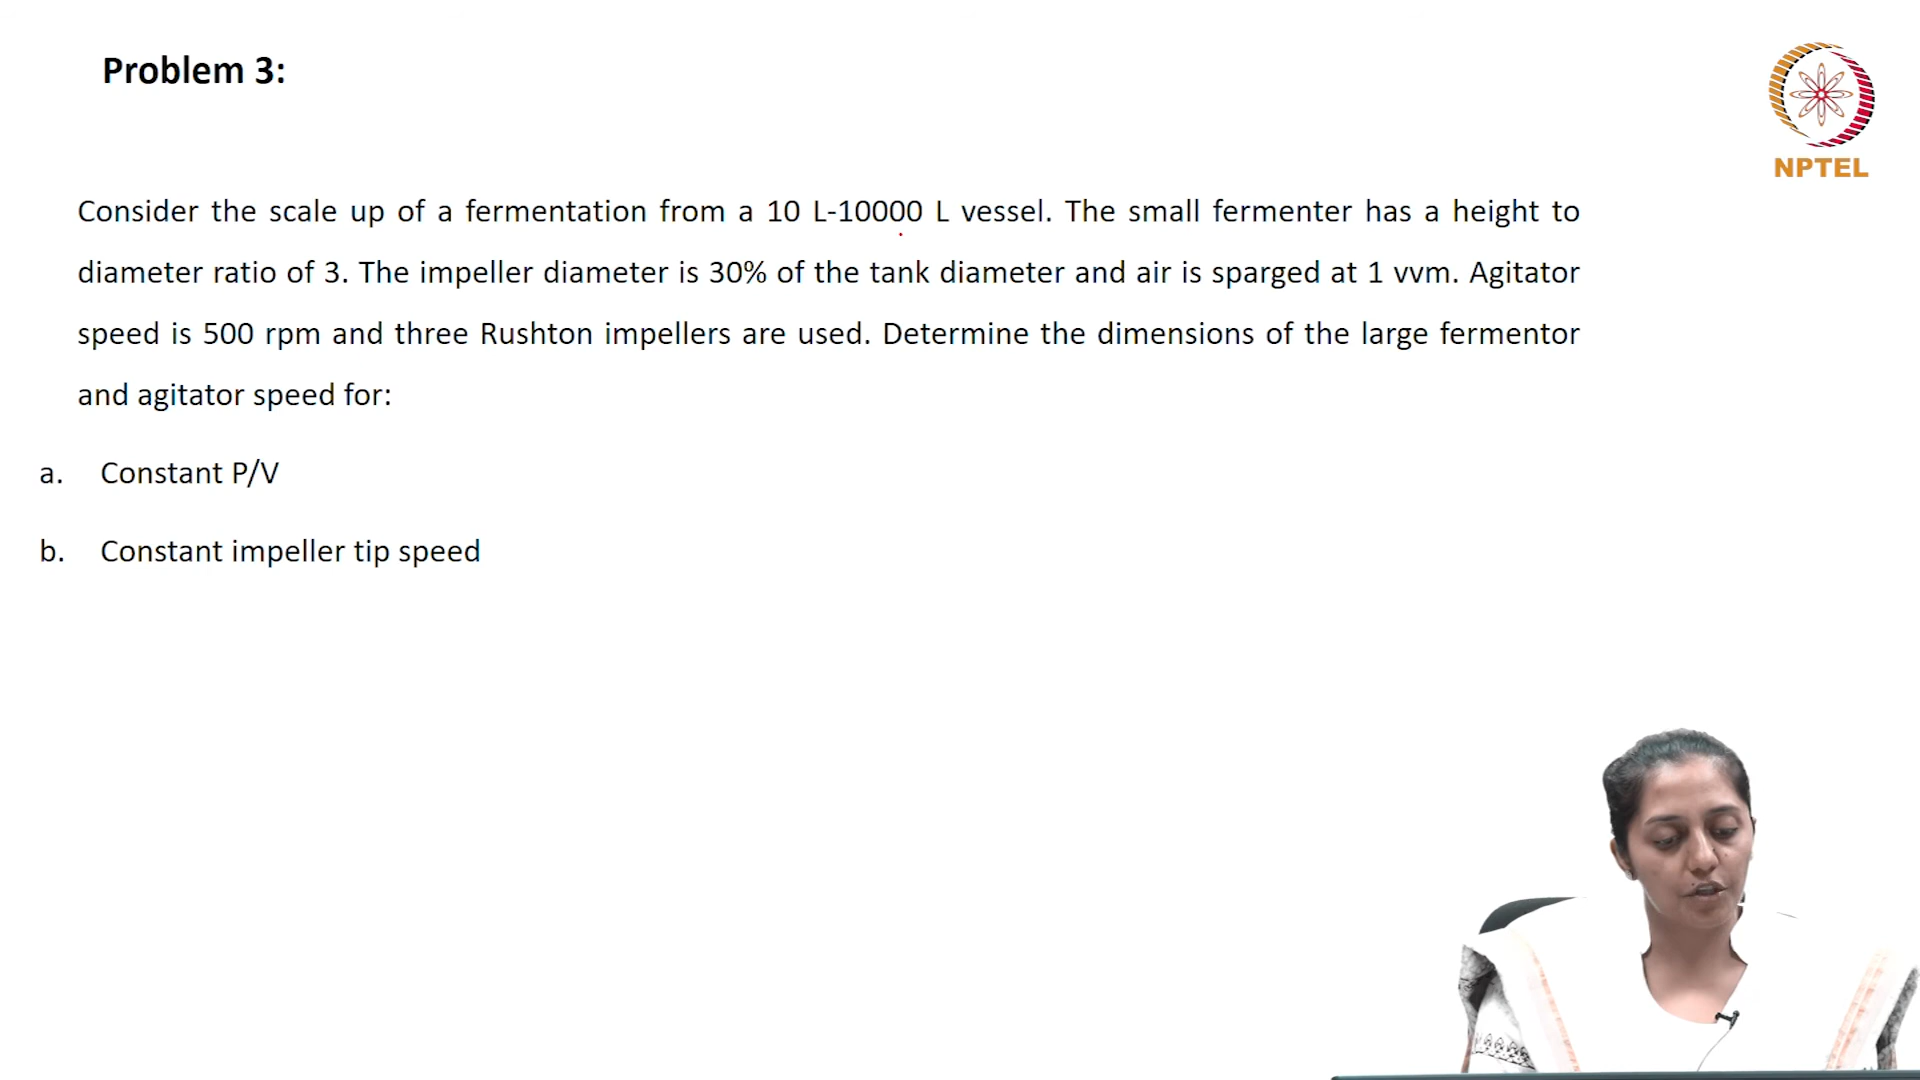 Problem 3:
NPTEL
Consider the scale up of a fermentation from a 10 L-10000 L vessel. The small fermenter has a height to
diameter ratio of 3. The impeller diameter is 30% of the tank diameter and air is sparged at 1 vvm. Agitator
speed is 500 rpm and three Rushton impellers are used. Determine the dimensions of the large fermentor
and agitator speed for:
a. Constant P/V
b. Constant impeller tip speed